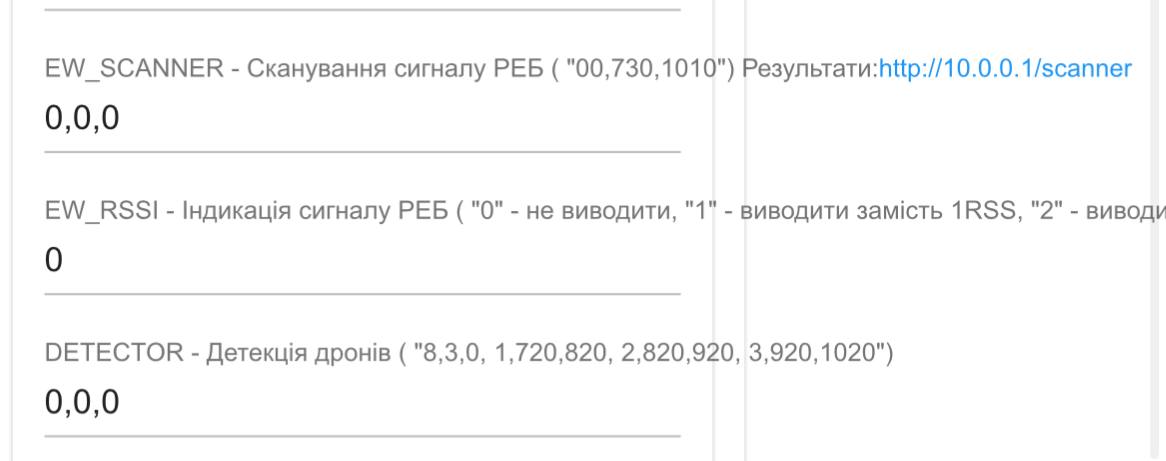 EW_SCANNER - Сканування сигналу РЕБ ( "00,730,1010") Результати:http://10.0.0.1/scanner
0,0,0
EW_RSSI - Індикація сигналу РЕБ ( "0" - не виводити, "1" - виводити замість 1RSS, "2" - виводи
0
DETECTOR - Детекція дронів ( "8,3,0, 1,720,820, 2,820,920, 3,920,1020")
0,0,0